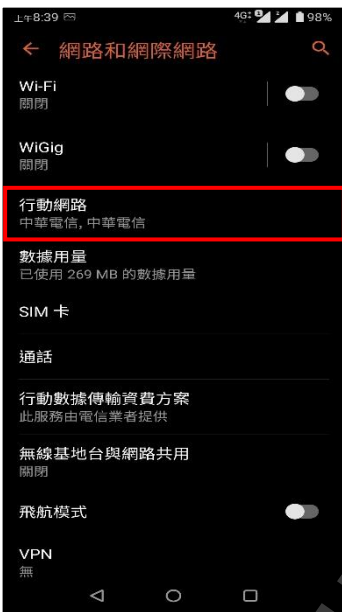 上午8:39
4G 98%
網路和網際網路
Wi-Fi
關閉
WiGig
關閉
行動網路
中華電信, 中華電信
數據用量
已使用 269 MB 的數據用量
SIM 卡
通話
行動數據傳輸資費方案
此服務由電信業者提供
無線基地台與網路共用
關閉
飛航模式
VPN
無